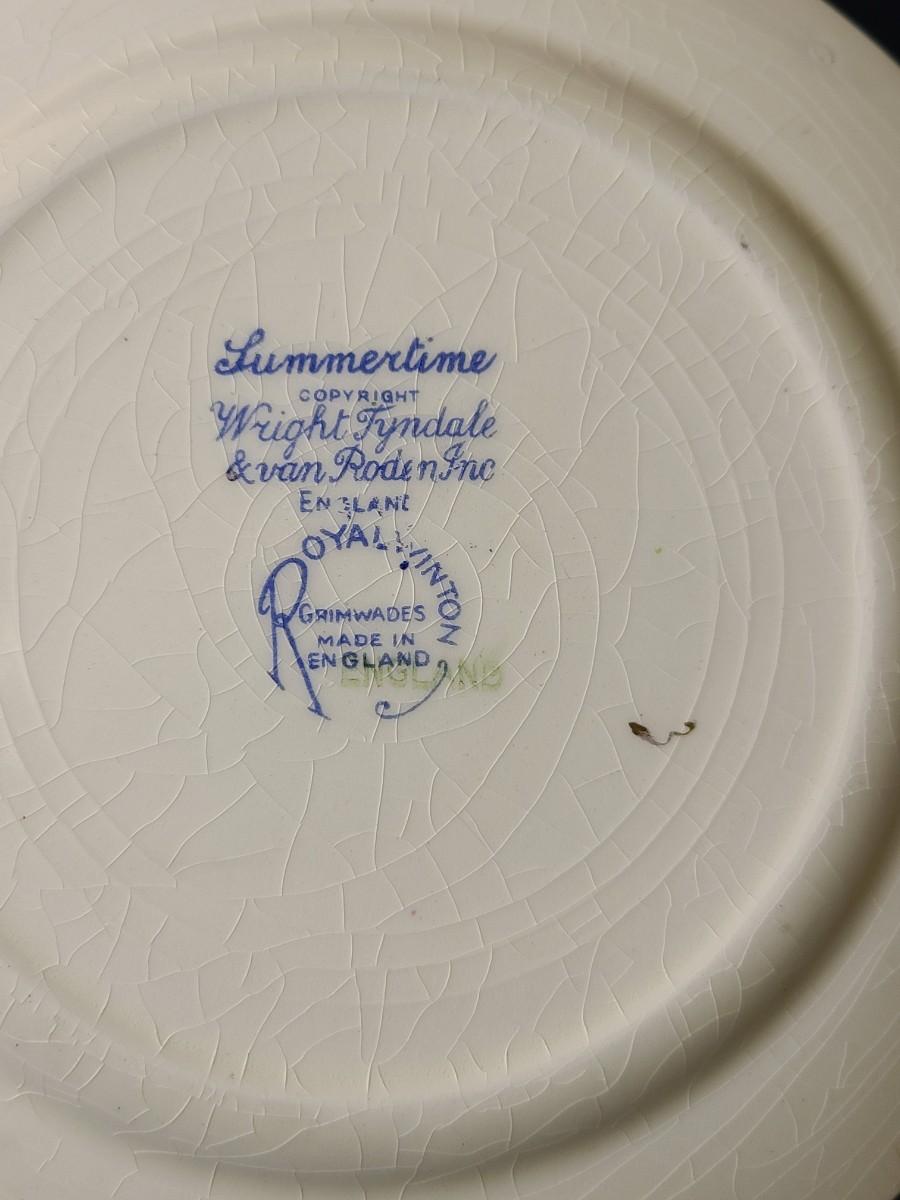 Summertime
COPYRIGHT
Wright Tyndale
& van Roden Inc
ENGLAND
ROYAL WINTON
GRIMWADES
MADE IN
ENGLAND
ENGLAND